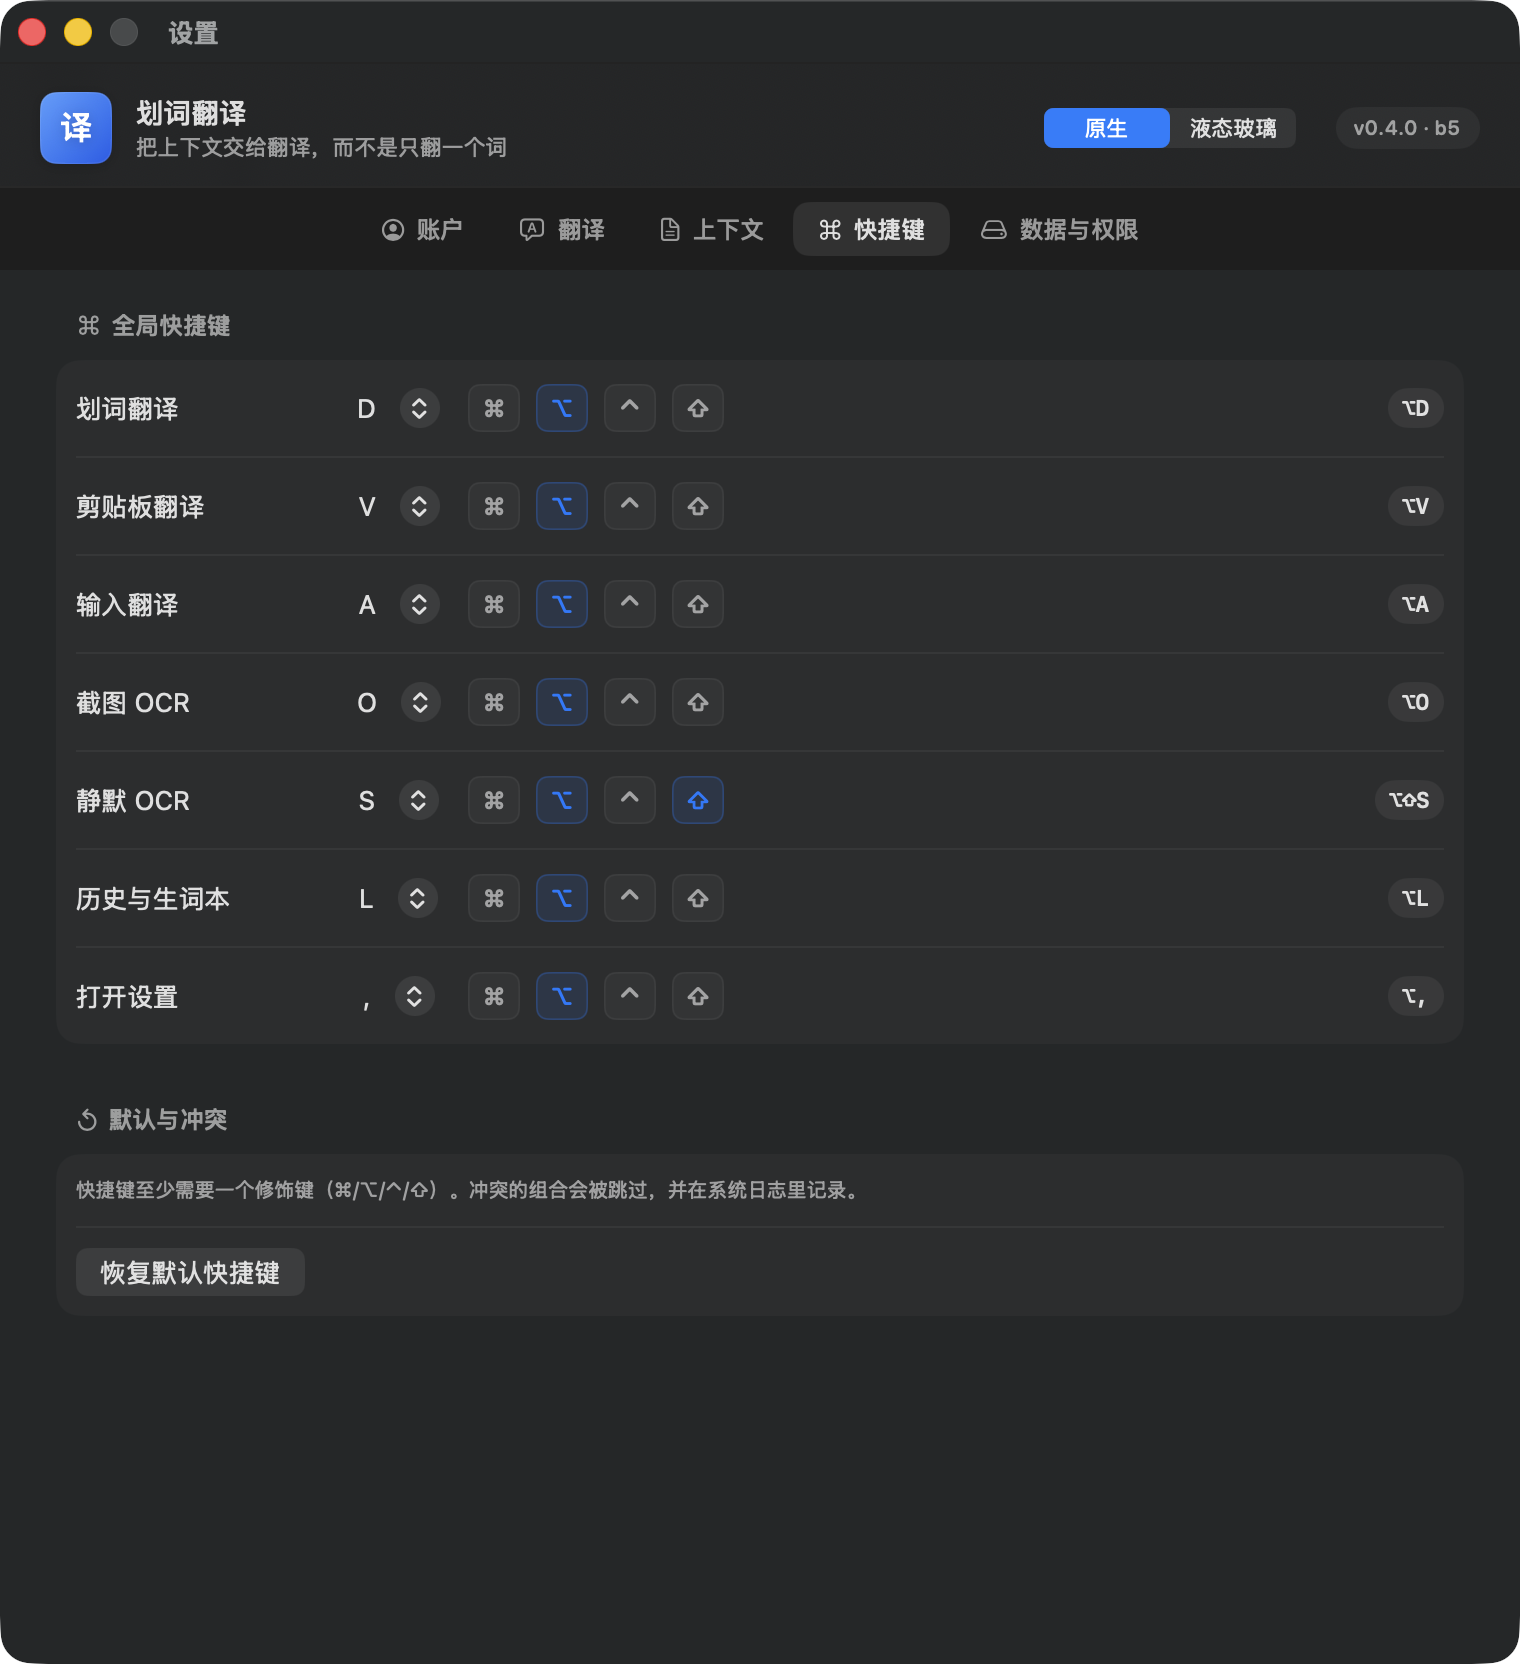 设置
译
划词翻译
把上下文交给翻译，而不是只翻一个词
原生 液态玻璃 v0.4.0 · b5
账户 翻译 上下文 ⌘ 快捷键 数据与权限
⌘ 全局快捷键
划词翻译 D ⌘ ⌥ ^ ⇧ ⌥D
剪贴板翻译 V ⌘ ⌥ ^ ⇧ ⌥V
输入翻译 A ⌘ ⌥ ^ ⇧ ⌥A
截图 OCR O ⌘ ⌥ ^ ⇧ ⌥O
静默 OCR S ⌘ ⌥ ^ ⇧ ⌥⇧S
历史与生词本 L ⌘ ⌥ ^ ⇧ ⌥L
打开设置 , ⌘ ⌥ ^ ⇧ ⌥,
默认与冲突
快捷键至少需要一个修饰键（⌘/⌥/^/⇧）。冲突的组合会被跳过，并在系统日志里记录。
恢复默认快捷键